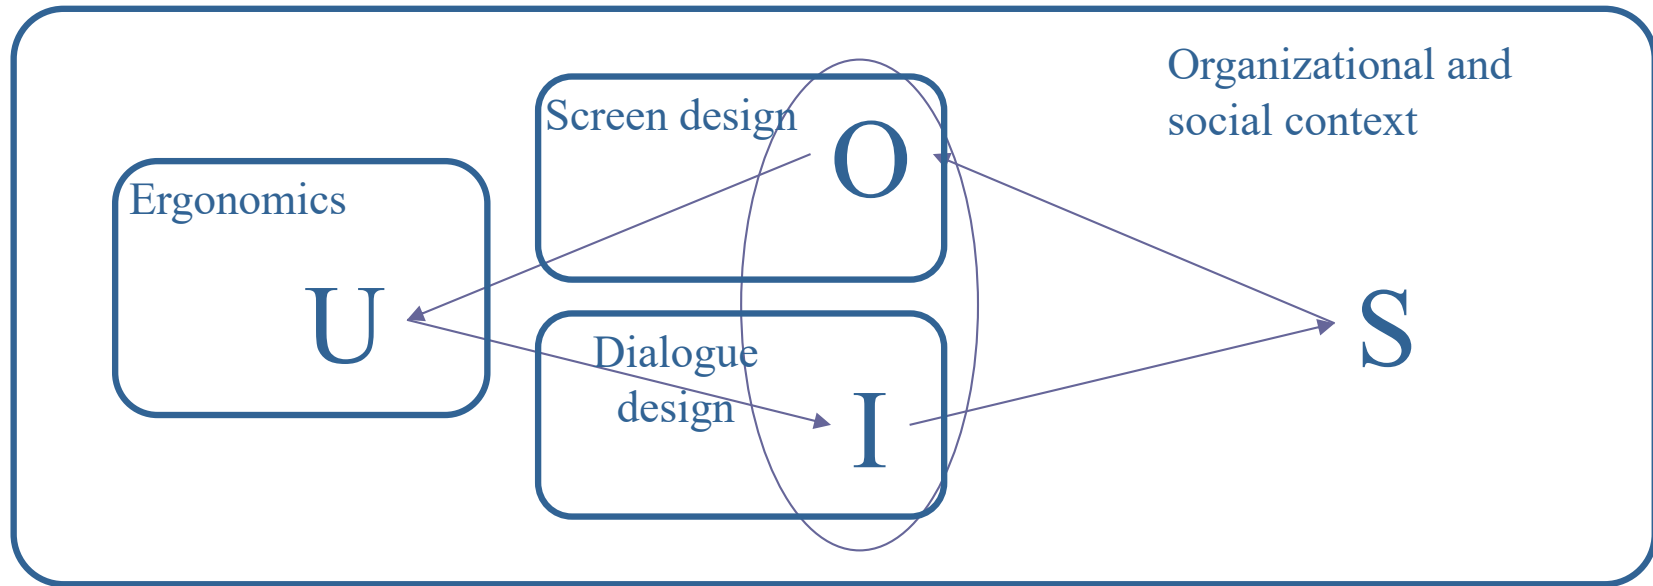 Organizational and
social context
Screen design
O
Ergonomics
U
Dialogue
design
I
S